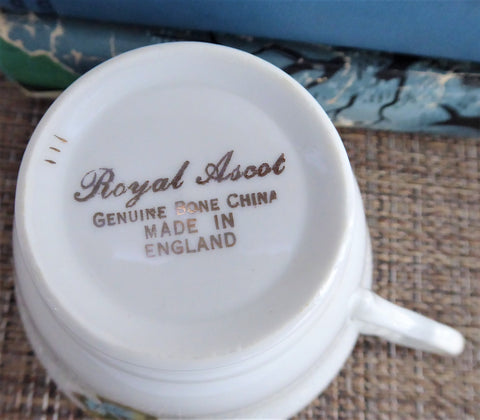 Royal Ascot
GENUINE BONE CHINA
MADE IN
ENGLAND